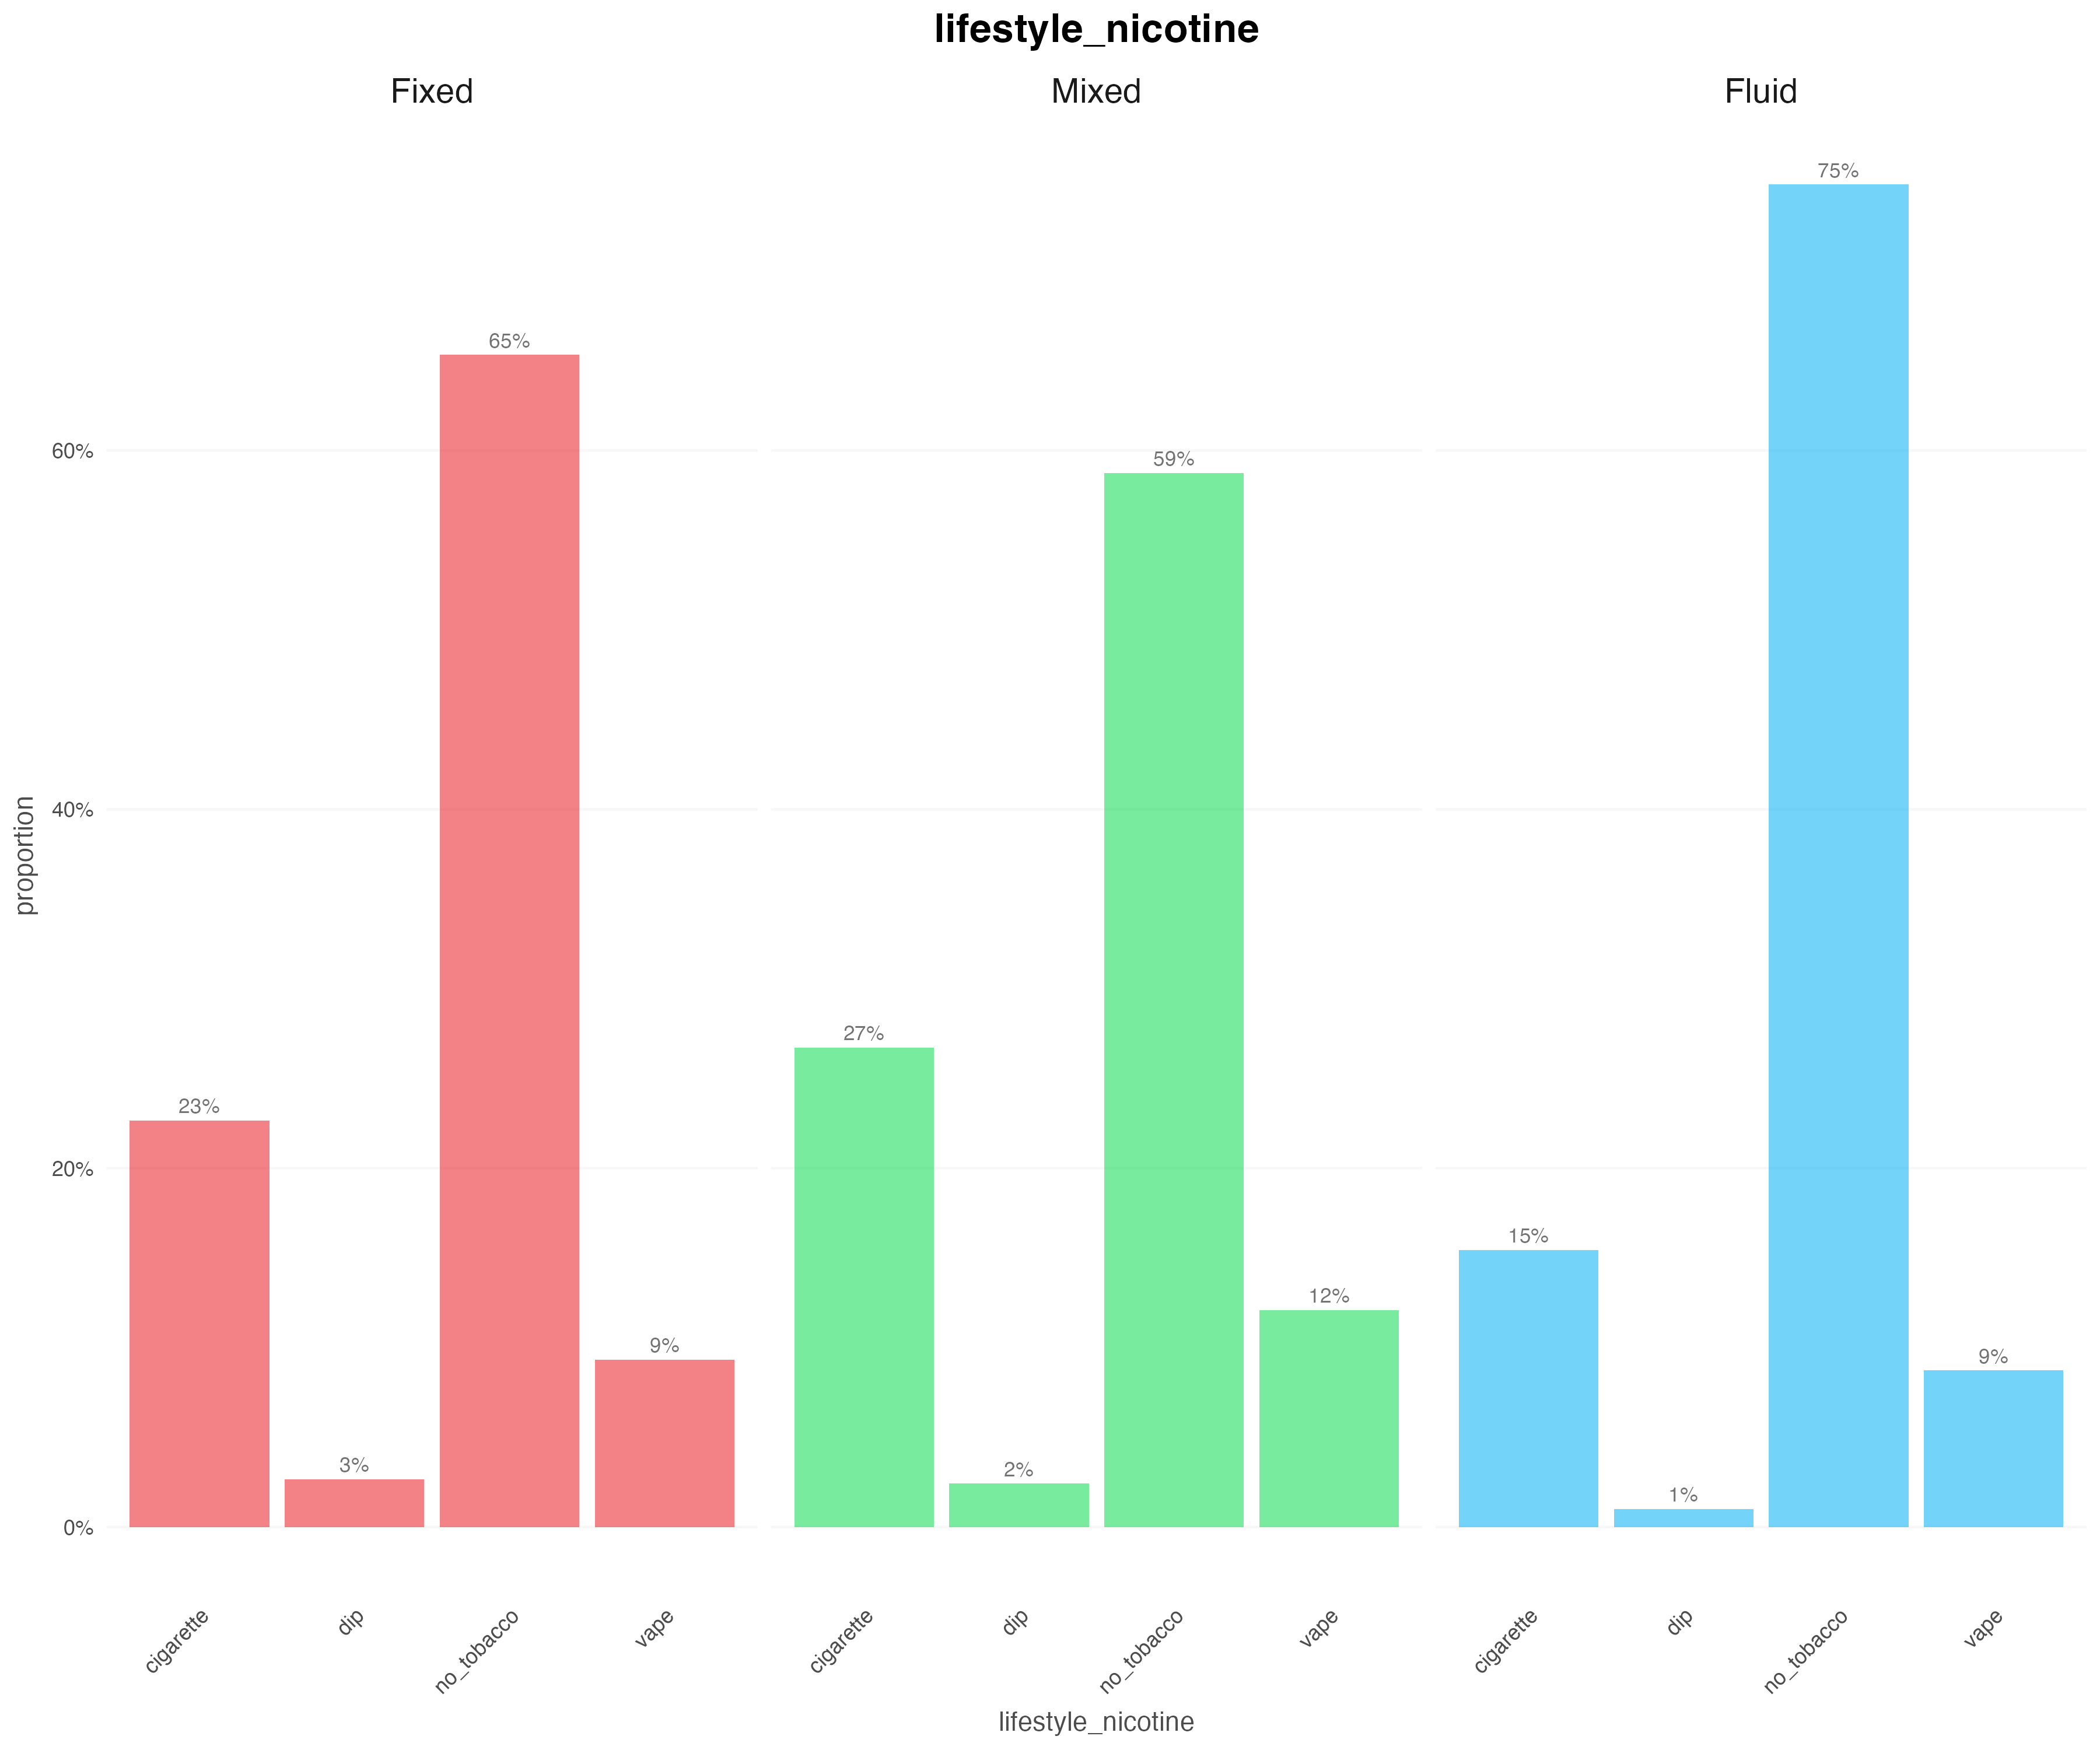 lifestyle_nicotine
Fixed
Mixed
Fluid
proportion
60%
40%
20%
0%
23%
3%
65%
9%
27%
2%
59%
12%
15%
1%
75%
9%
cigarette
dip
no_tobacco
vape
cigarette
dip
no_tobacco
vape
cigarette
dip
no_tobacco
vape
lifestyle_nicotine